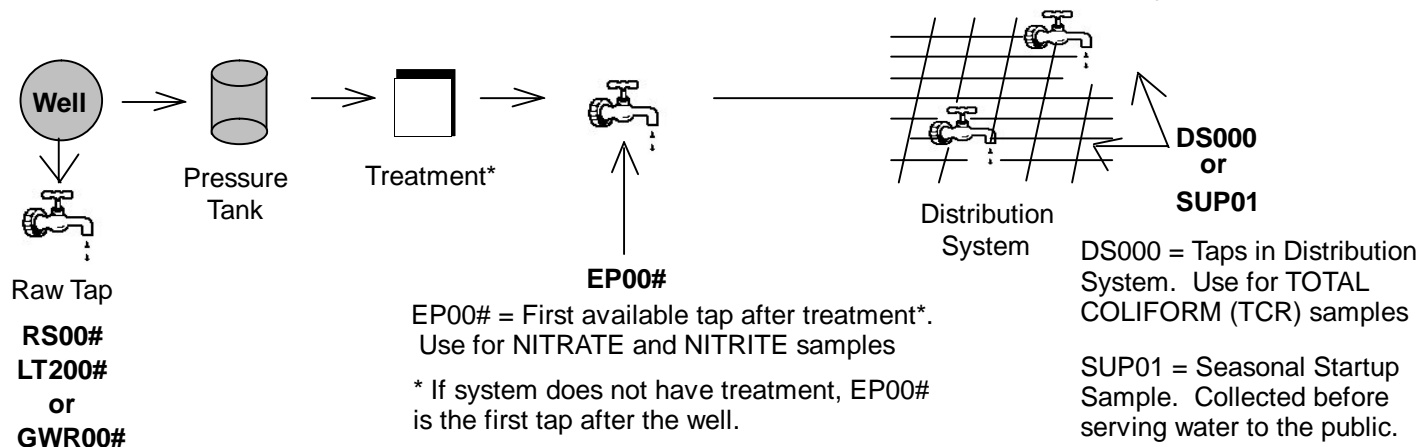 Well
Pressure
Tank
Treatment*
Raw Tap
RS00#
LT200#
or
GWR00#
EP00#
EP00# = First available tap after treatment*.
Use for NITRATE and NITRITE samples
* If system does not have treatment, EP00#
is the first tap after the well.
Distribution
System
DS000
or
SUP01
DS000 = Taps in Distribution
System. Use for TOTAL
COLIFORM (TCR) samples
SUP01 = Seasonal Startup
Sample. Collected before
serving water to the public.